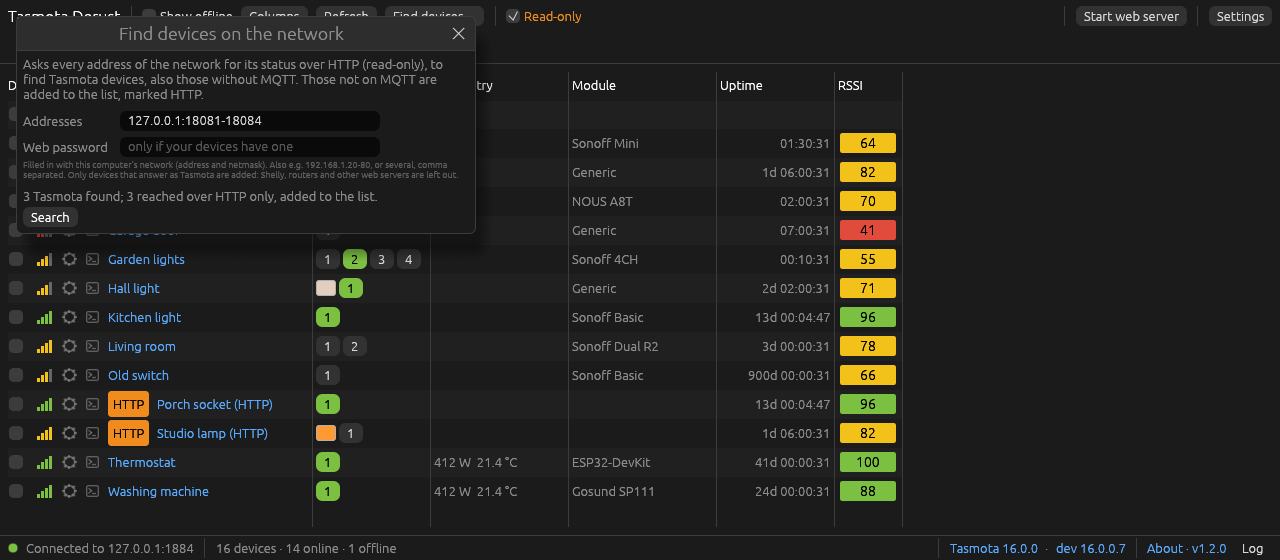 Show offline Columns Refresh Find devices Read-only Start web server Settings
Find devices on the network
Asks every address of the network for its status over HTTP (read-only), to
find Tasmota devices, also those without MQTT. Those not on MQTT are
added to the list, marked HTTP.
Addresses 127.0.0.1:18081-18084
Web password only if your devices have one
Filled in with this computer's network (address and netmask). Also e.g. 192.168.1.20-80, or several, comma
separated. Only devices that answer as Tasmota are added: Shelly, routers and other web servers are left out.
3 Tasmota found; 3 reached over HTTP only, added to the list.
Search
Module Uptime RSSI
Sonoff Mini 01:30:31 64
Generic 1d 06:00:31 82
NOUS A8T 02:00:31 70
Generic 07:00:31 41
Garden lights 1 2 3 4 Sonoff 4CH 00:10:31 55
Hall light 1 Generic 2d 02:00:31 71
Kitchen light 1 Sonoff Basic 13d 00:04:47 96
Living room 1 2 Sonoff Dual R2 3d 00:00:31 78
Old switch 1 Sonoff Basic 900d 00:00:31 66
HTTP Porch socket (HTTP) 1 13d 00:04:47 96
HTTP Studio lamp (HTTP) 1 1d 06:00:31 82
Thermostat 1 412 W 21.4 °C ESP32-DevKit 41d 00:00:31 100
Washing machine 1 412 W 21.4 °C Gosund SP111 24d 00:00:31 88
Connected to 127.0.0.1:1884 16 devices · 14 online · 1 offline Tasmota 16.0.0 · dev 16.0.0.7 About · v1.2.0 Log